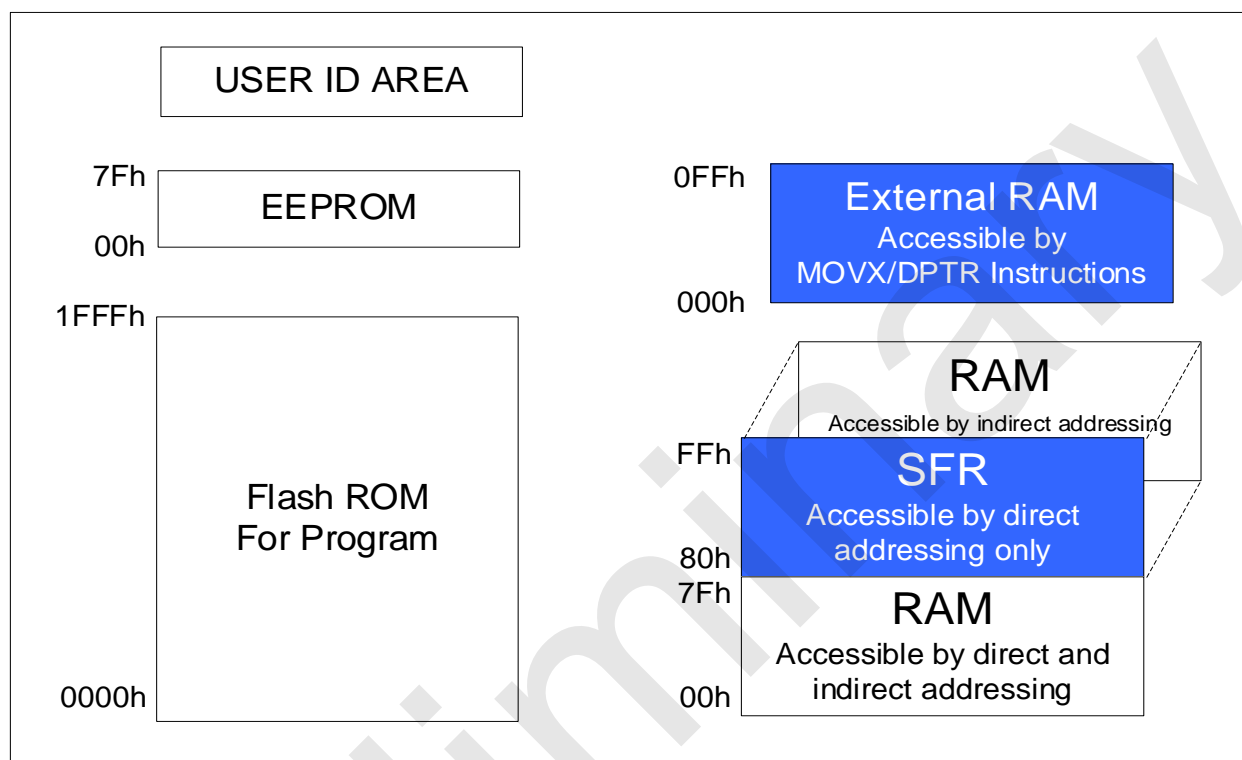 USER ID AREA
7Fh
EEPROM
00h
1FFFh
Flash ROM
For Program
0000h
0FFh
External RAM
Accessible by
MOVX/DPTR Instructions
000h
RAM
Accessible by indirect addressing
FFh
SFR
Accessible by direct
addressing only
80h
7Fh
RAM
Accessible by direct and
indirect addressing
00h
liminary